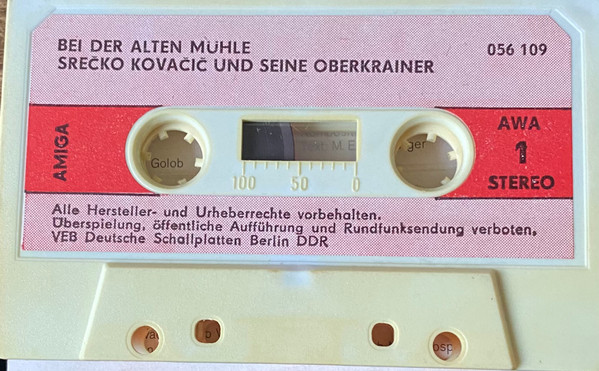 BEI DER ALTEN MÜHLE
SREČKO KOVAČIČ UND SEINE OBERKRAINER
056 109
AMIGA
Golob
100 50 0
ger
AWA
1
STEREO
Alle Hersteller- und Urheberrechte vorbehalten.
Überspielung, öffentliche Aufführung und Rundfunksendung verboten.
VEB Deutsche Schallplatten Berlin DDR